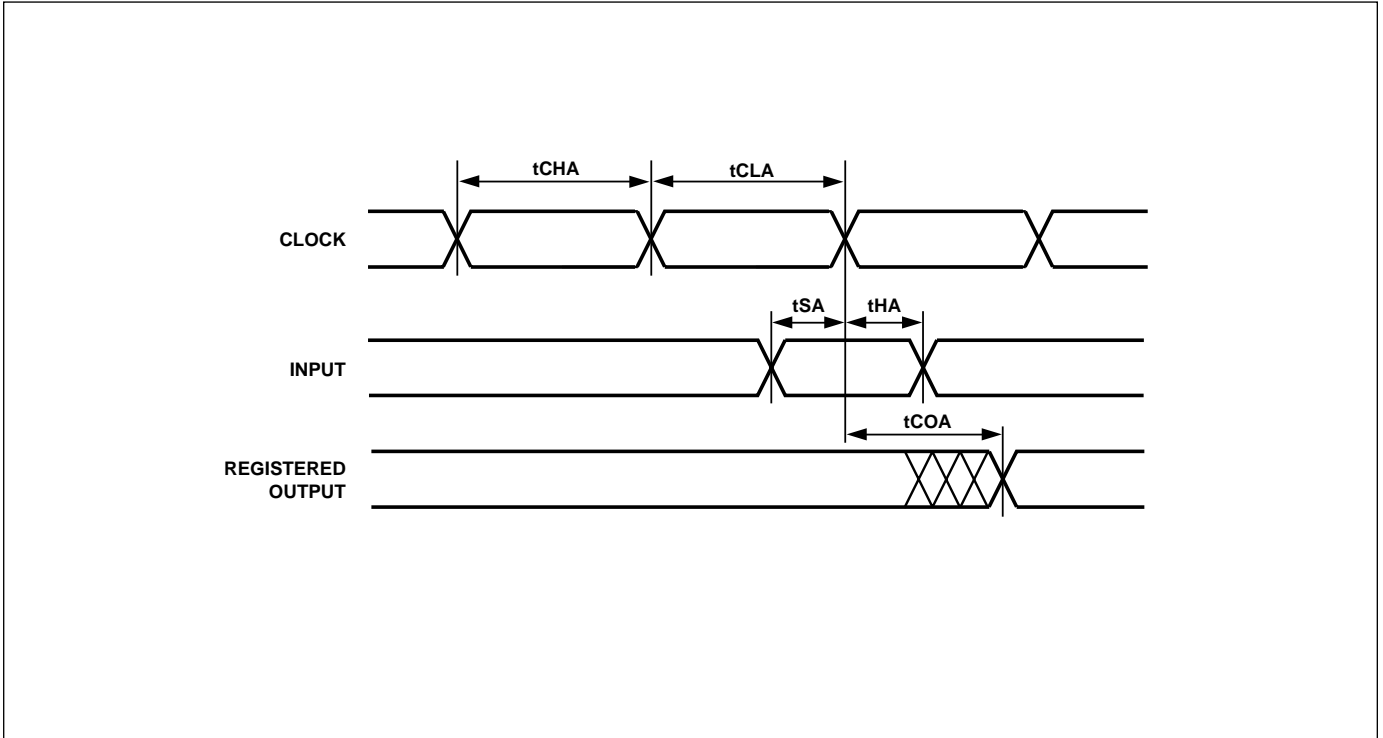 tCHA
tCLA
CLOCK
tSA
tHA
INPUT
tCOA
REGISTERED
OUTPUT